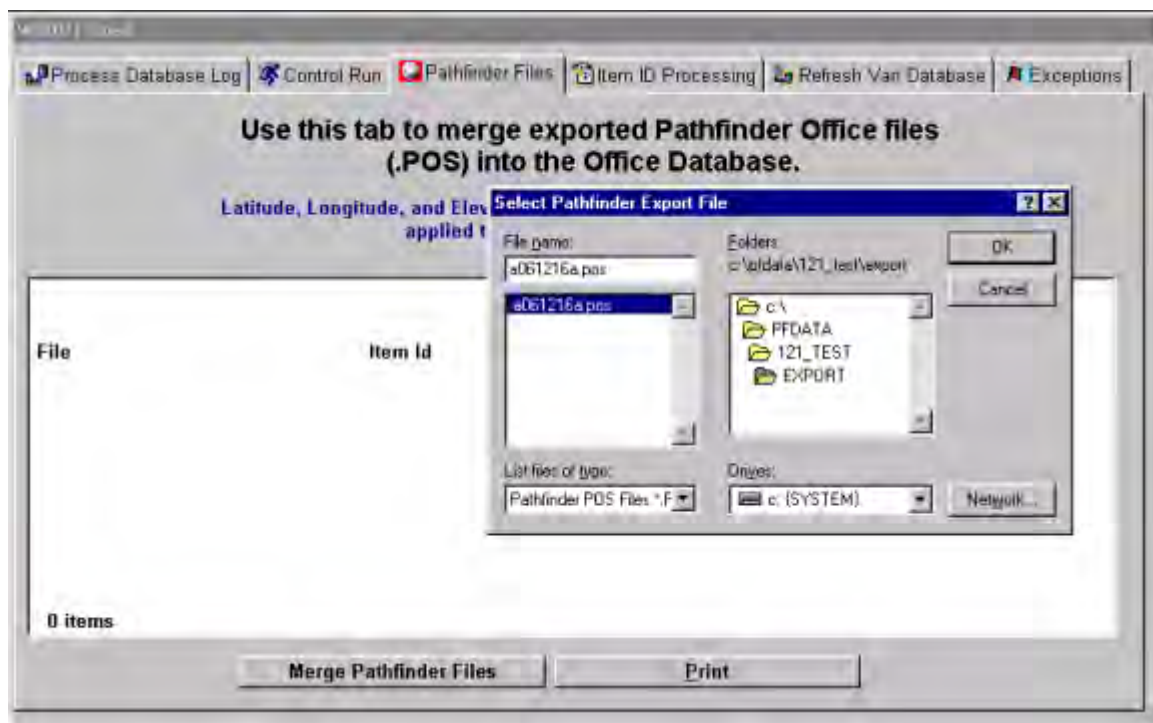 Process Database Log Control Run Pathfinder Files Item ID Processing Refresh Van Database Exceptions
Use this tab to merge exported Pathfinder Office files
(.POS) into the Office Database.
Latitude, Longitude, and Elev
applied t
Select Pathfinder Export File
File name:
a061216a.pos
a061216a.pos
List files of type:
Pathfinder POS Files *.P
Folders:
c:\pfdata\121_test\export
c:\
PFDATA
121_TEST
EXPORT
Drives:
c: (SYSTEM)
OK
Cancel
Network...
File Item Id
0 items
Merge Pathfinder Files Print